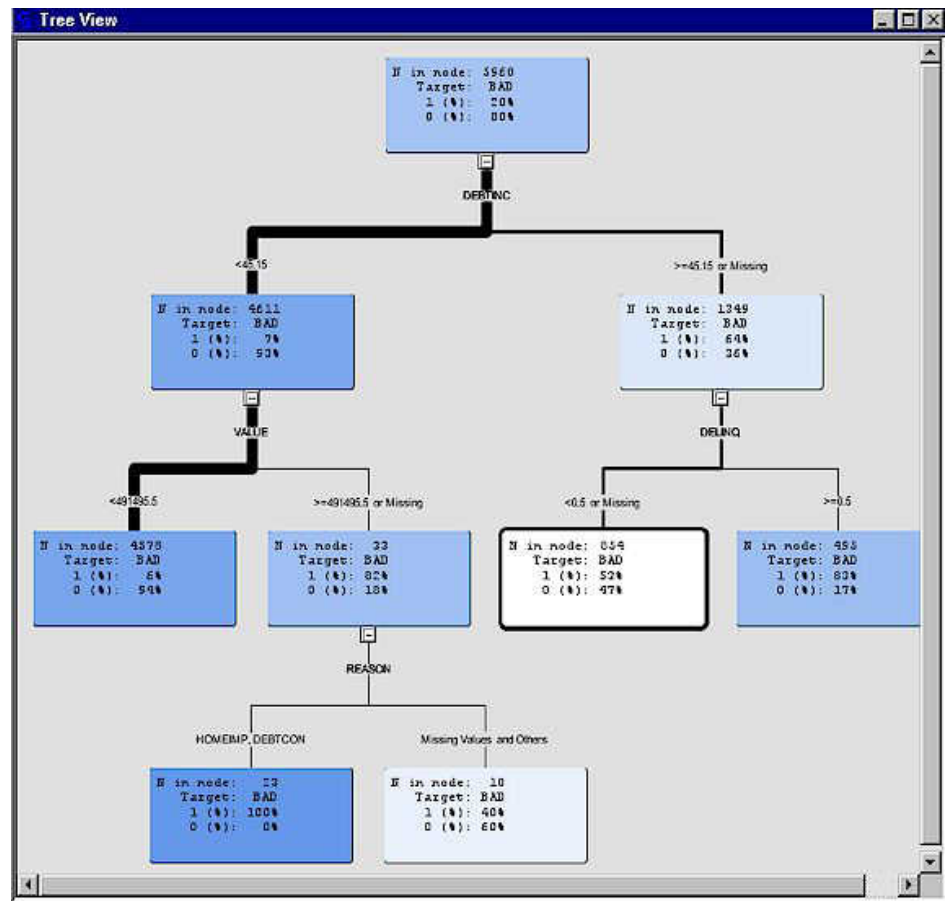 Tree View
N in node: 5960
Target: BAD
1 (%): 20%
0 (%): 80%
DEBTINC
<45.15
>=45.15 or Missing
N in node: 4611
Target: BAD
1 (%): 7%
0 (%): 93%
N in node: 1349
Target: BAD
1 (%): 64%
0 (%): 36%
VALUE
DELINQ
<491495.5
>=491495.5 or Missing
<0.5 or Missing
>=0.5
N in node: 4578
Target: BAD
1 (%): 6%
0 (%): 94%
N in node: 33
Target: BAD
1 (%): 82%
0 (%): 18%
N in node: 854
Target: BAD
1 (%): 53%
0 (%): 47%
N in node: 495
Target: BAD
1 (%): 83%
0 (%): 17%
REASON
HOMEIMP, DEBTCON
Missing Values and Others
N in node: 23
Target: BAD
1 (%): 100%
0 (%): 0%
N in node: 10
Target: BAD
1 (%): 40%
0 (%): 60%